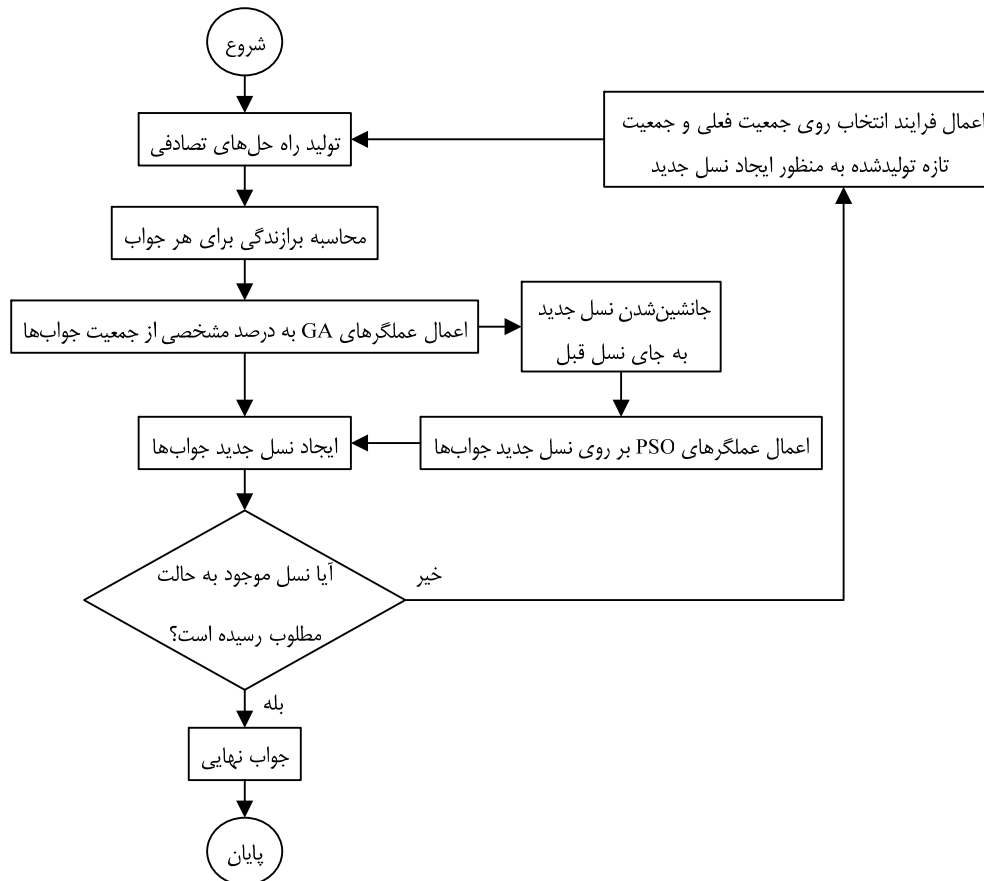 شروع
تولید راه حل‌های تصادفی
اعمال فرایند انتخاب روی جمعیت فعلی و جمعیت
تازه تولیدشده به منظور ایجاد نسل جدید
محاسبه برازندگی برای هر جواب
اعمال عملگرهای GA به درصد مشخصی از جمعیت جواب‌ها
جانشین‌شدن نسل جدید
به جای نسل قبل
اعمال عملگرهای PSO بر روی نسل جدید جواب‌ها
ایجاد نسل جدید جواب‌ها
آیا نسل موجود به حالت
مطلوب رسیده است؟
خیر
بله
جواب نهایی
پایان